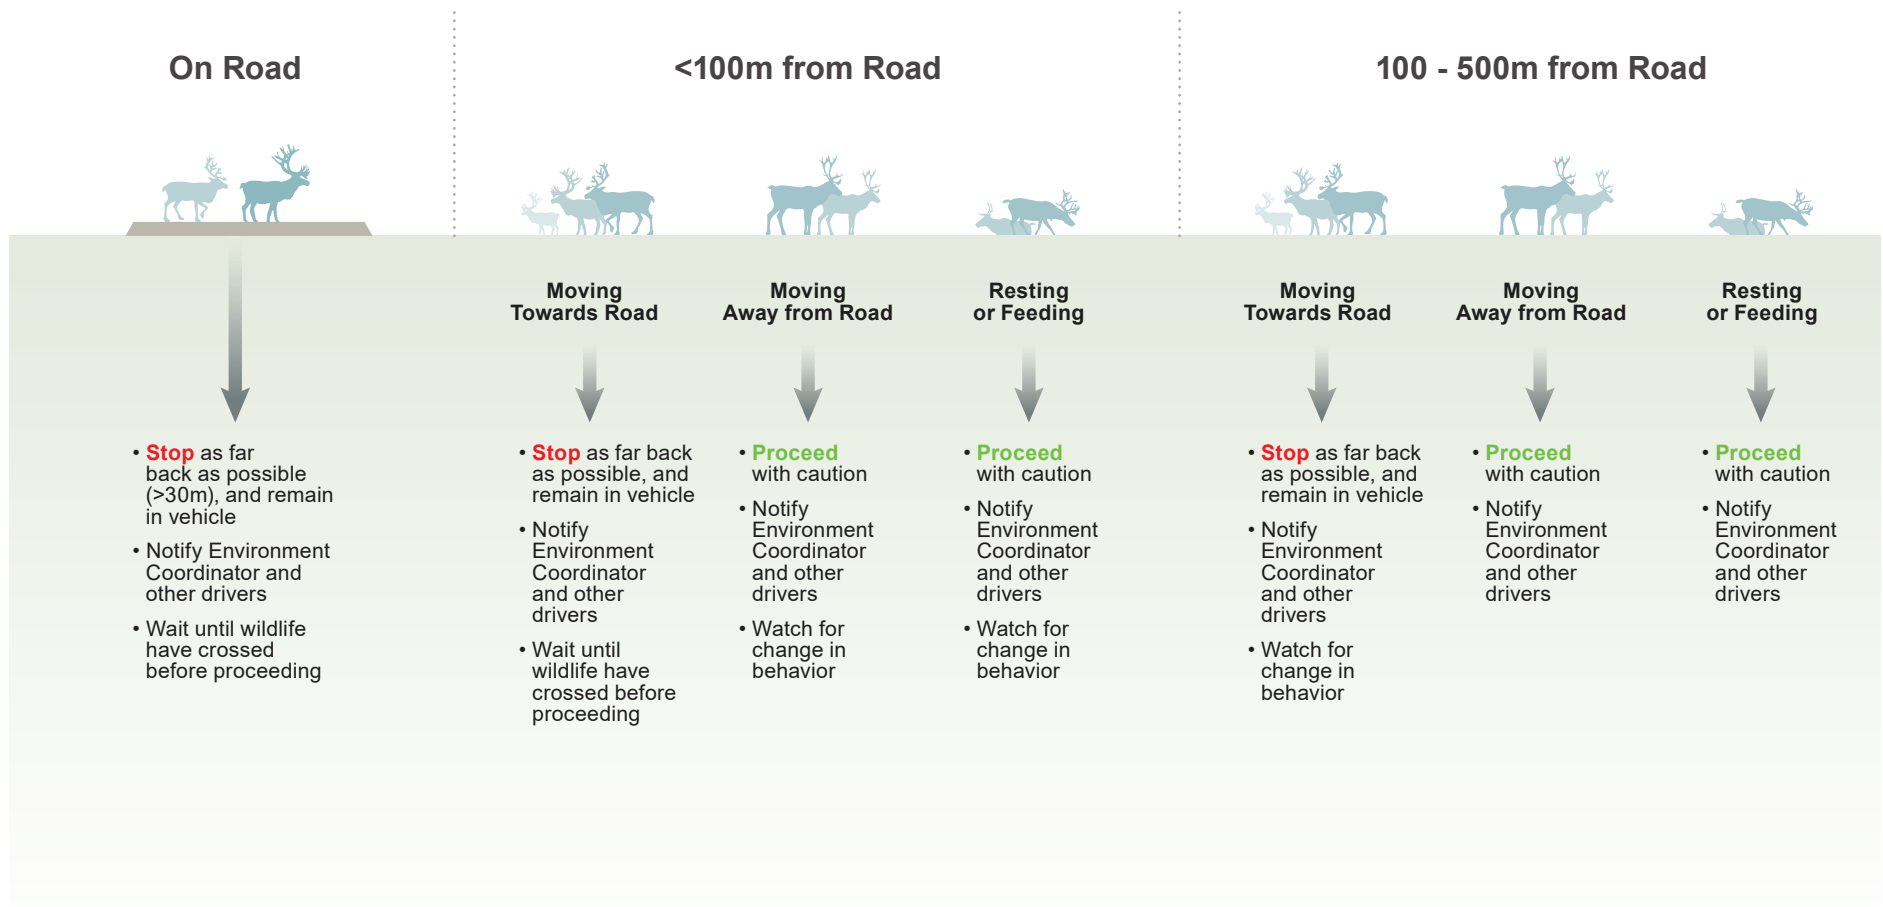 On Road
<100m from Road
100 - 500m from Road
Moving
Towards Road
Moving
Away from Road
Resting
or Feeding
Moving
Towards Road
Moving
Away from Road
Resting
or Feeding
• Stop as far
back as possible
(>30m), and remain
in vehicle
• Notify Environment
Coordinator and
other drivers
• Wait until wildlife
have crossed
before proceeding
• Stop as far back
as possible, and
remain in vehicle
• Notify
Environment
Coordinator
and other
drivers
• Wait until
wildlife have
crossed before
proceeding
• Proceed
with caution
• Notify
Environment
Coordinator
and other
drivers
• Watch for
change in
behavior
• Proceed
with caution
• Notify
Environment
Coordinator
and other
drivers
• Watch for
change in
behavior
• Stop as far back
as possible, and
remain in vehicle
• Notify
Environment
Coordinator
and other
drivers
• Watch for
change in
behavior
• Proceed
with caution
• Notify
Environment
Coordinator
and other
drivers
• Proceed
with caution
• Notify
Environment
Coordinator
and other
drivers